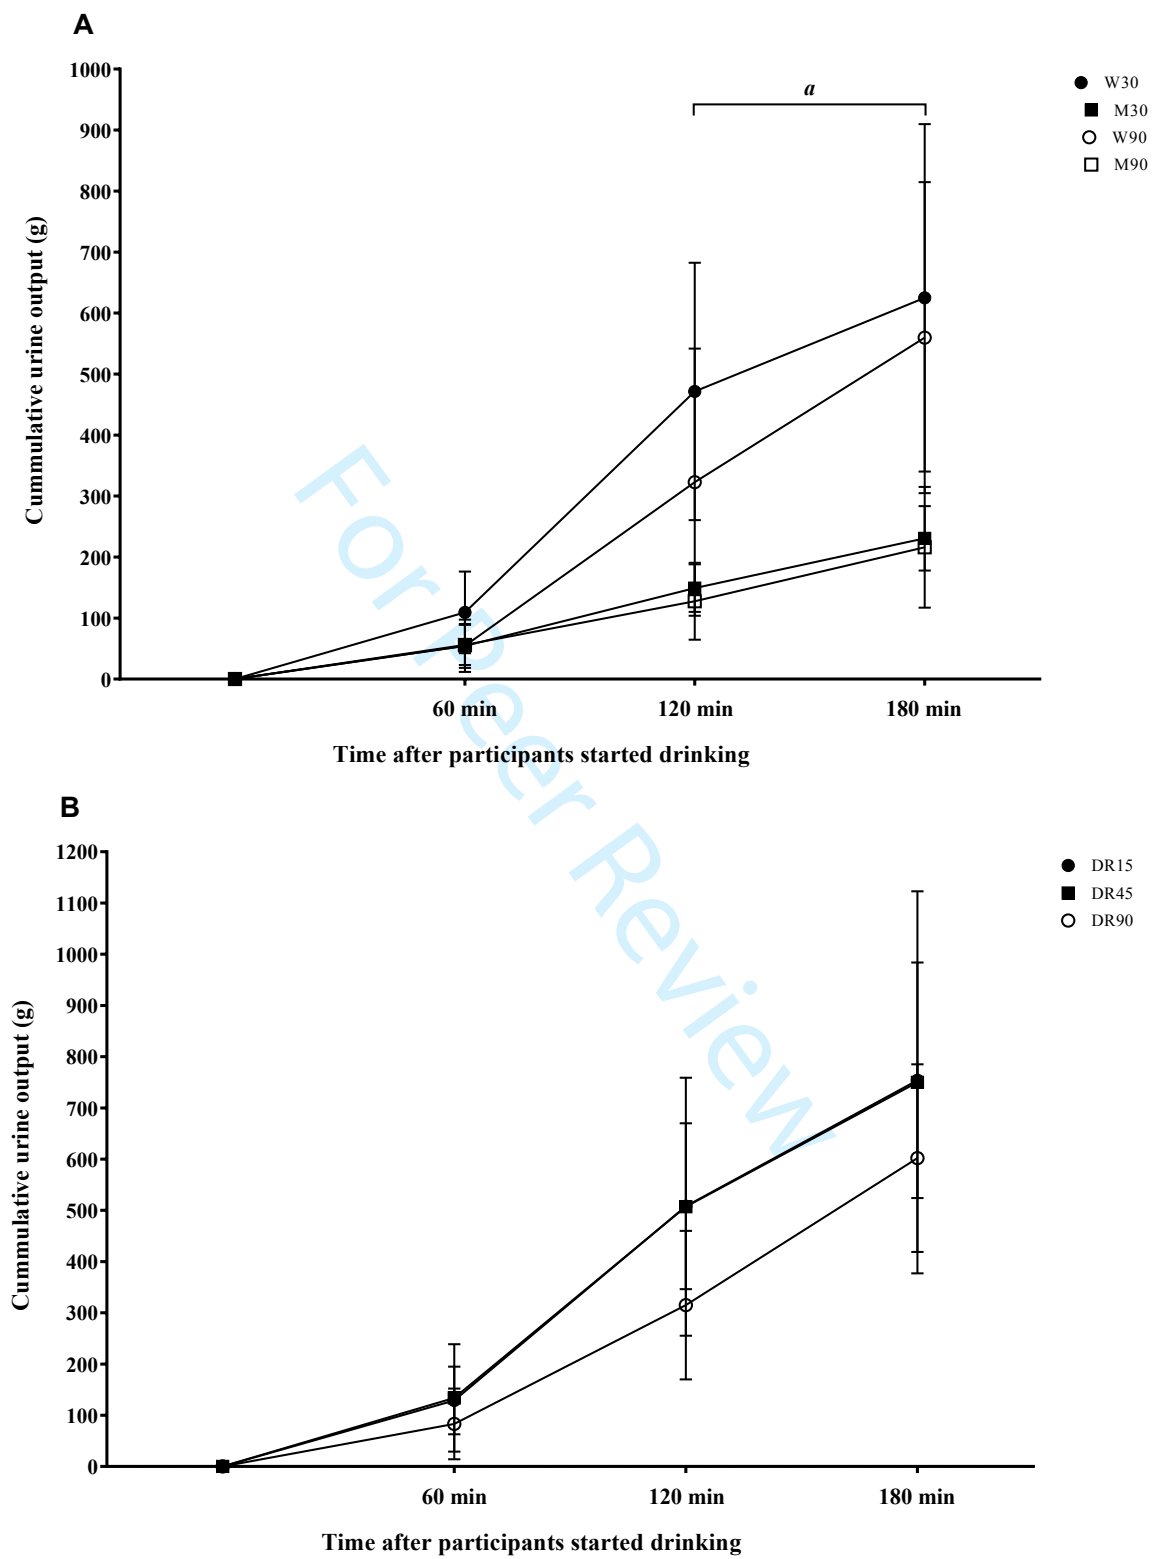 A
1000
900
800
700
600
500
400
300
200
100
0
Cummulative urine output (g)
a
W30
M30
W90
M90
60 min 120 min 180 min
Time after participants started drinking
For Peer Review
B
1200
1100
1000
900
800
700
600
500
400
300
200
100
0
Cummulative urine output (g)
DR15
DR45
DR90
60 min 120 min 180 min
Time after participants started drinking